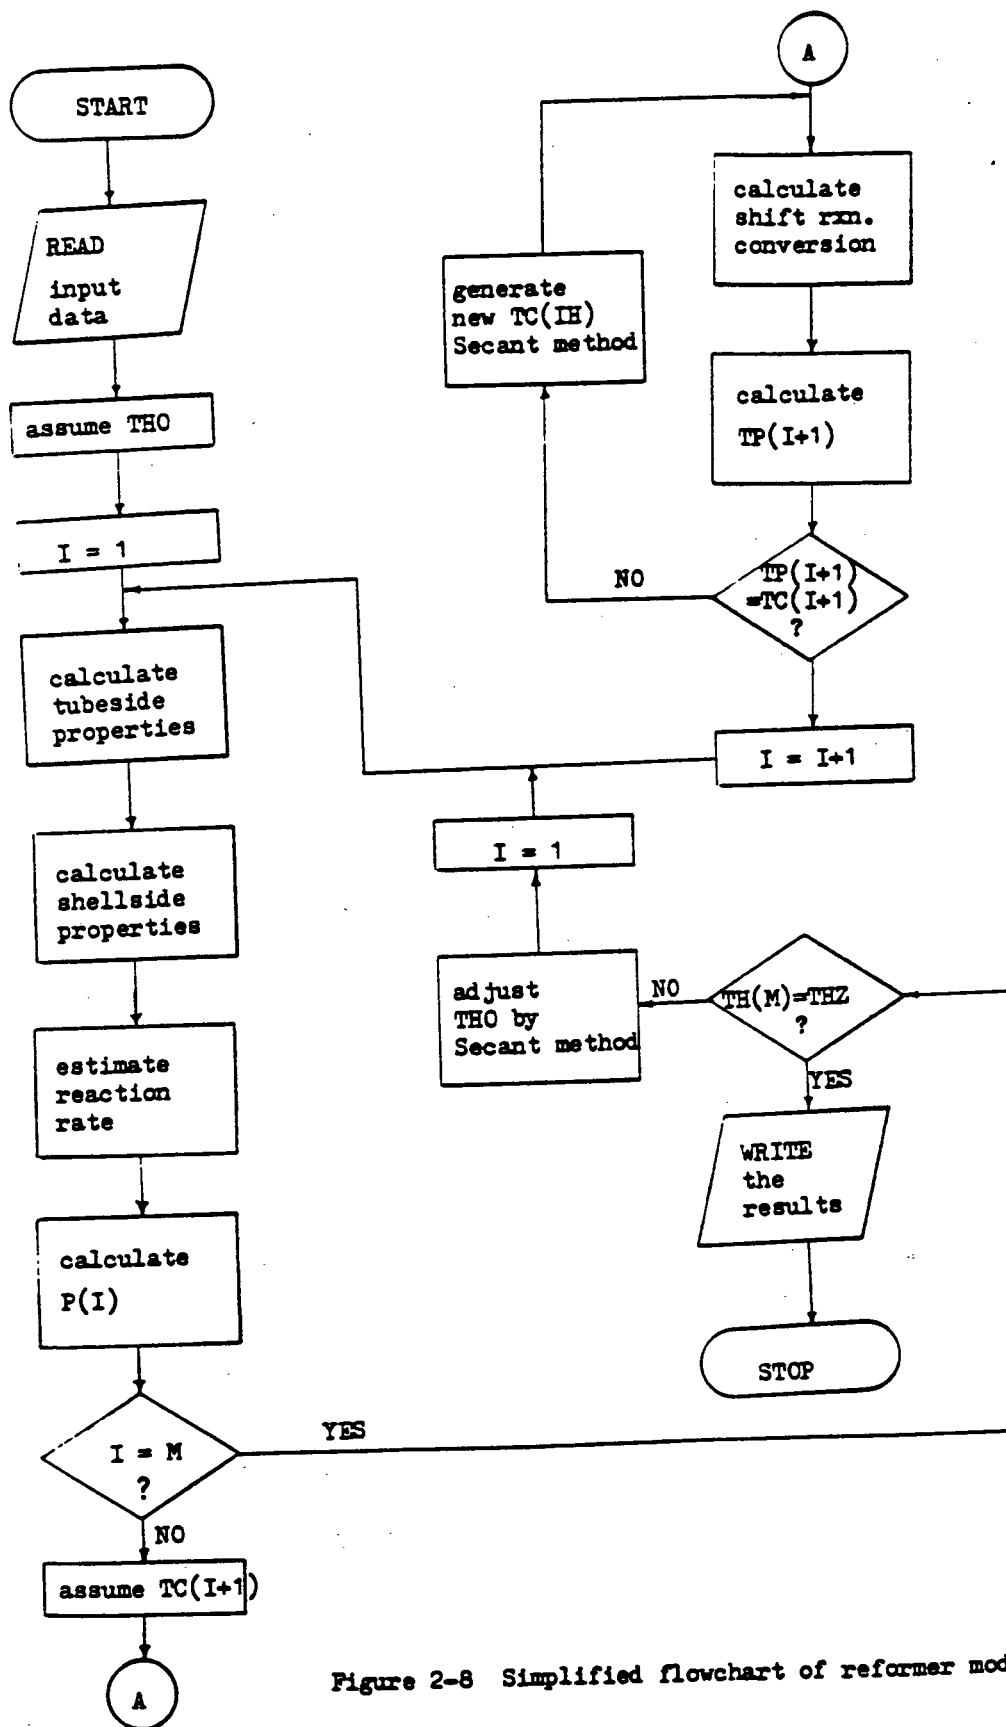 START
READ
input
data
assume THO
I = 1
calculate
tubeside
properties
calculate
shellside
properties
estimate
reaction
rate
calculate
P(I)
I = M
?
YES
NO
assume TC(I+1)
A
A
calculate
shift rxn.
conversion
generate
new TC(IH)
Secant method
calculate
TP(I+1)
TP(I+1)
=TC(I+1)
?
NO
I = I+1
I = 1
adjust
THO by
Secant method
NO
TH(M)=THZ
?
YES
WRITE
the
results
STOP
Figure 2-8 Simplified flowchart of reformer mod